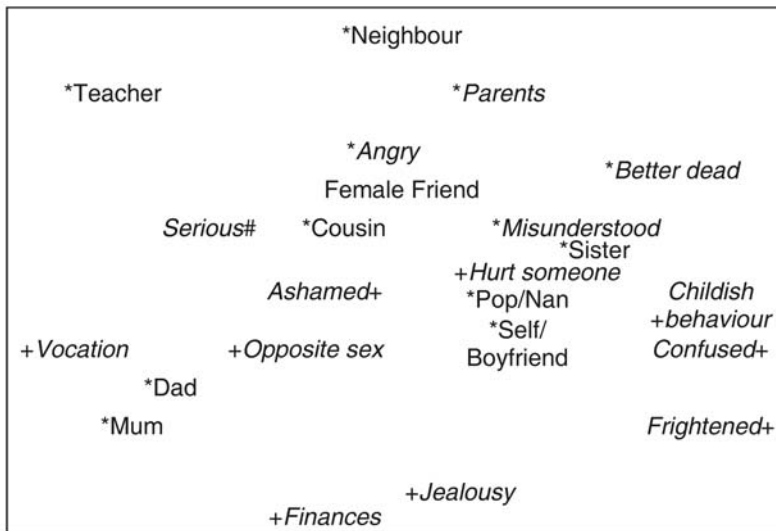 *Neighbour
*Teacher
*Parents
*Angry
*Better dead
Female Friend
Serious#
*Cousin
*Misunderstood
*Sister
+Hurt someone
Ashamed+
*Pop/Nan
Childish
+behaviour
*Self/
Boyfriend
+Vocation
+Opposite sex
Confused+
*Dad
*Mum
Frightened+
+Jealousy
+Finances